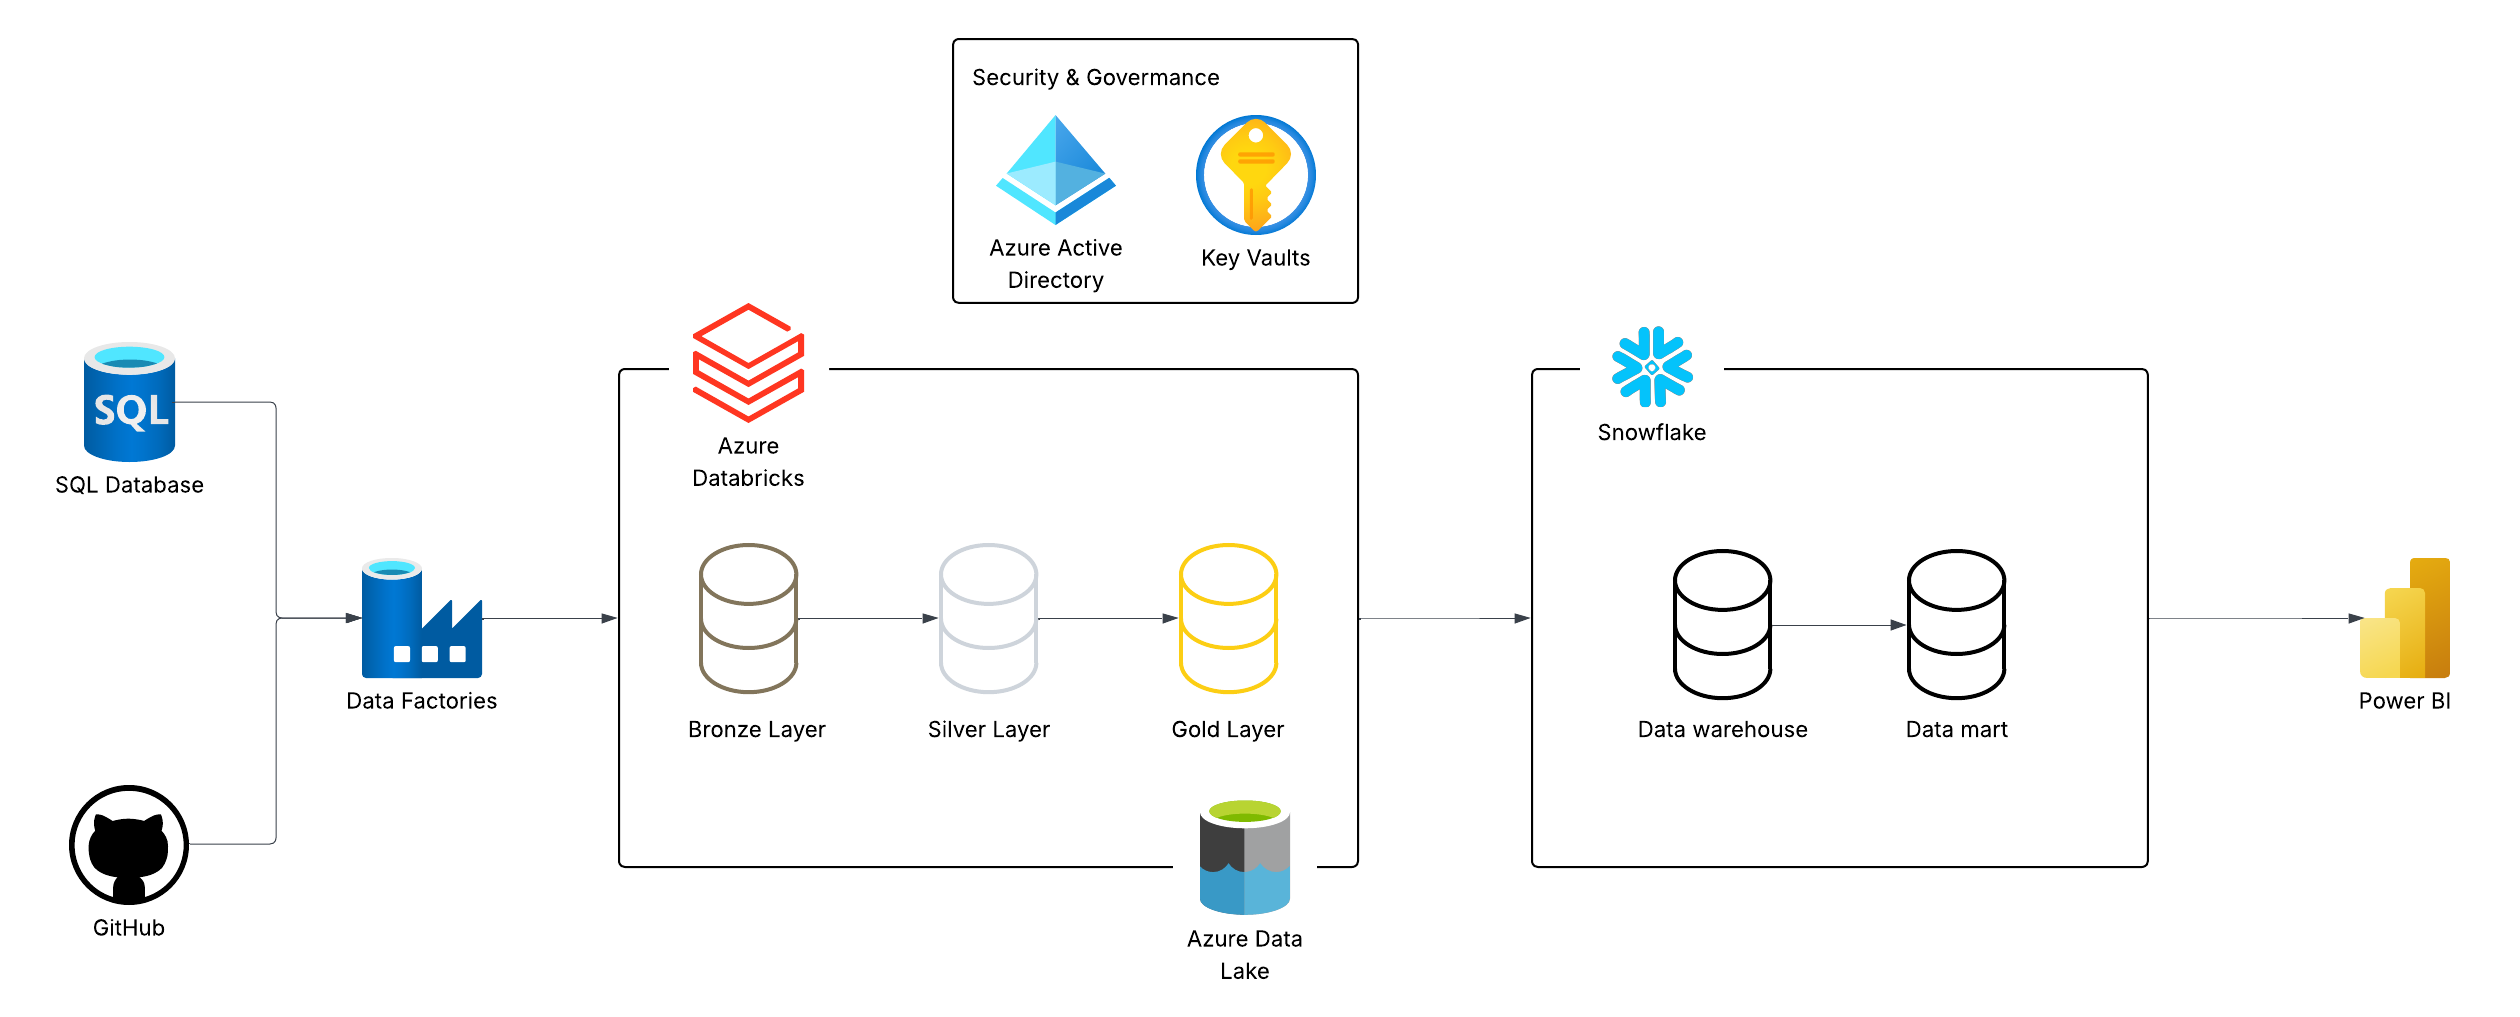 Security & Governance
Azure Active
Directory
Key Vaults
SQL
SQL Database
Azure
Databricks
Snowflake
Data Factories
Bronze Layer
Silver Layer
Gold Layer
Data warehouse
Data mart
Power BI
GitHub
Azure Data
Lake